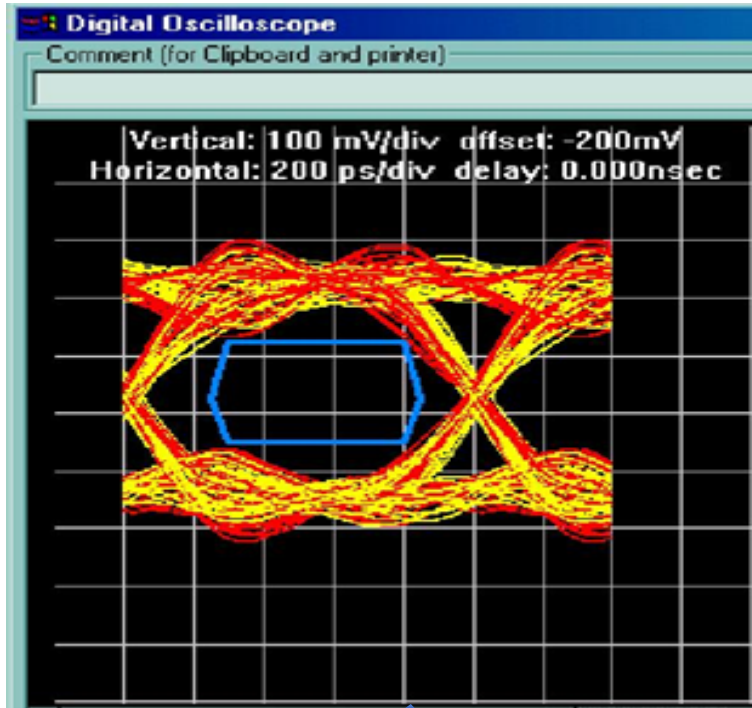 Digital Oscilloscope
Comment (for Clipboard and printer)
Vertical: 100 mV/div offset: -200mV
Horizontal: 200 ps/div delay: 0.000nsec